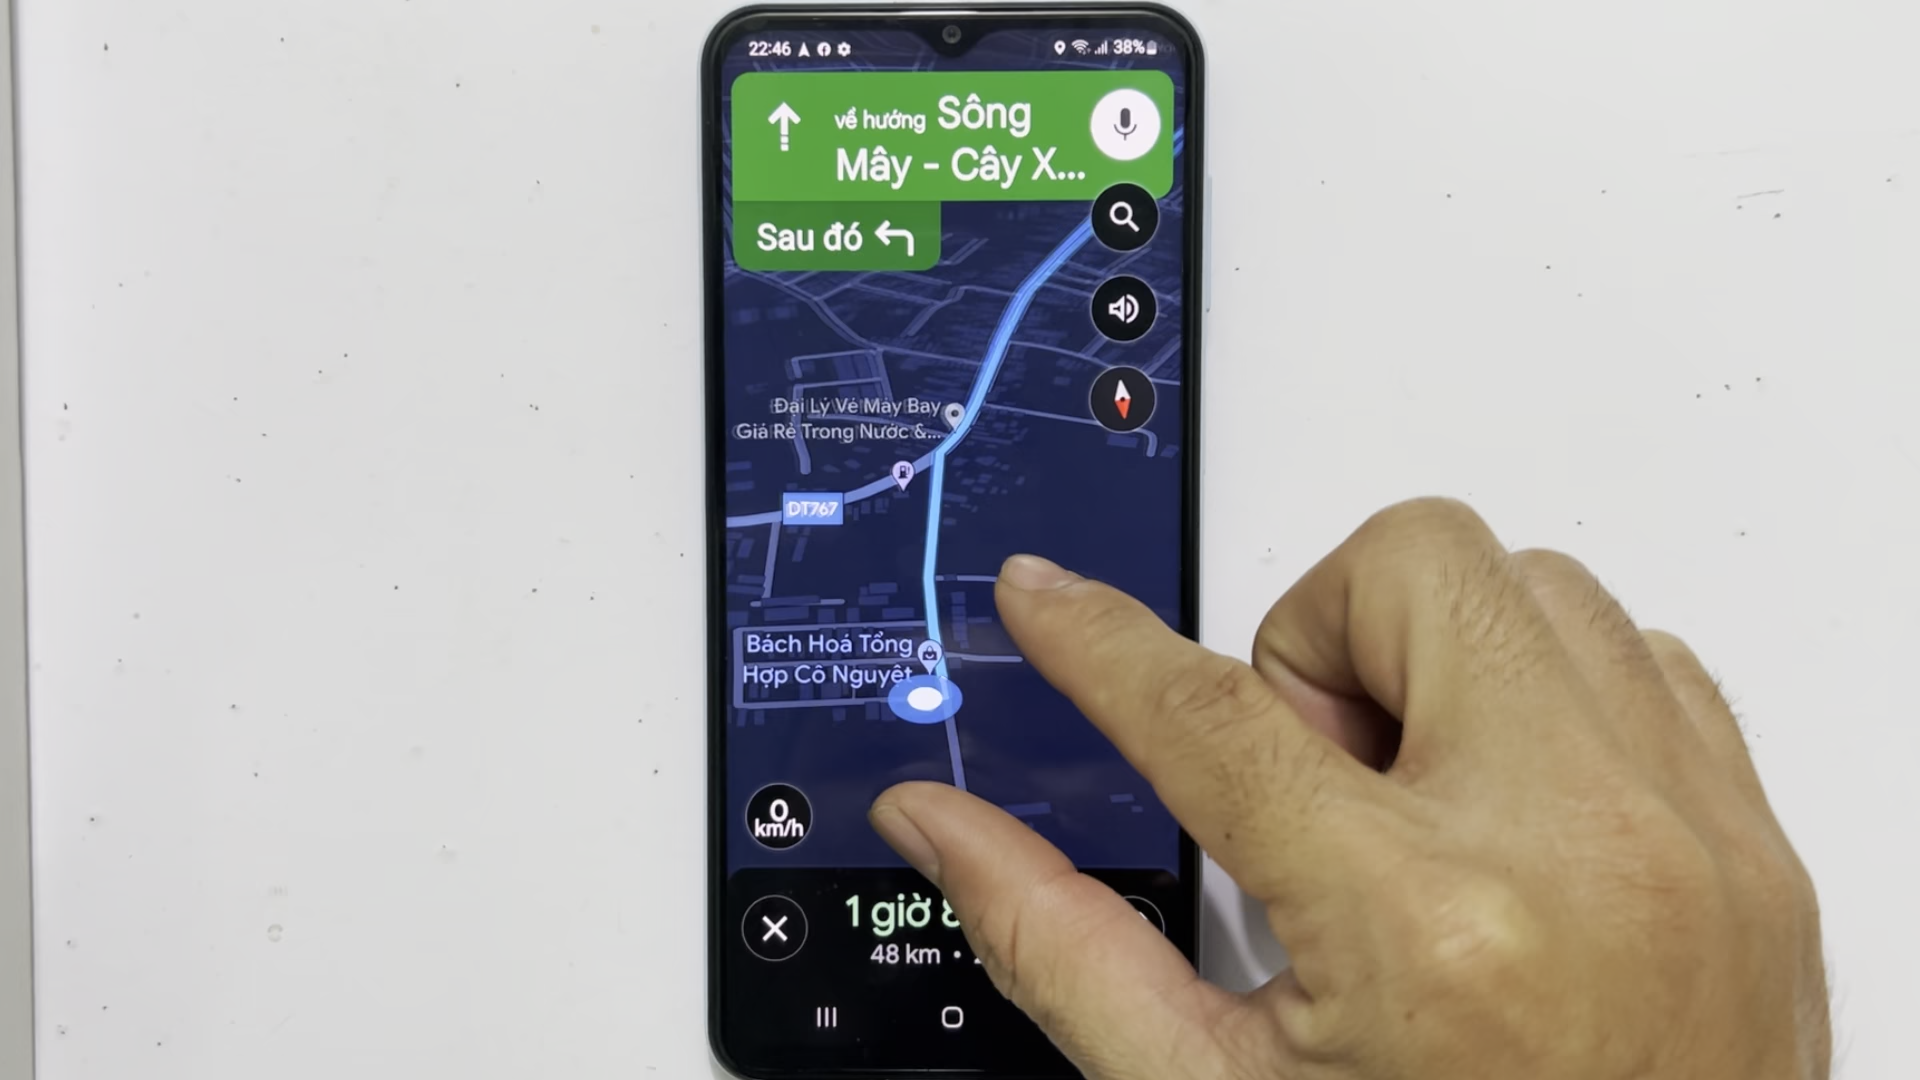 22:46
38%
về hướng Sông
Mây - Cây X...
Sau đó
Đại Lý Vé Máy Bay
Giá Rẻ Trong Nước &...
DT767
Bách Hoá Tổng
Hợp Cô Nguyệt
0
km/h
1 giờ 8
48 km •